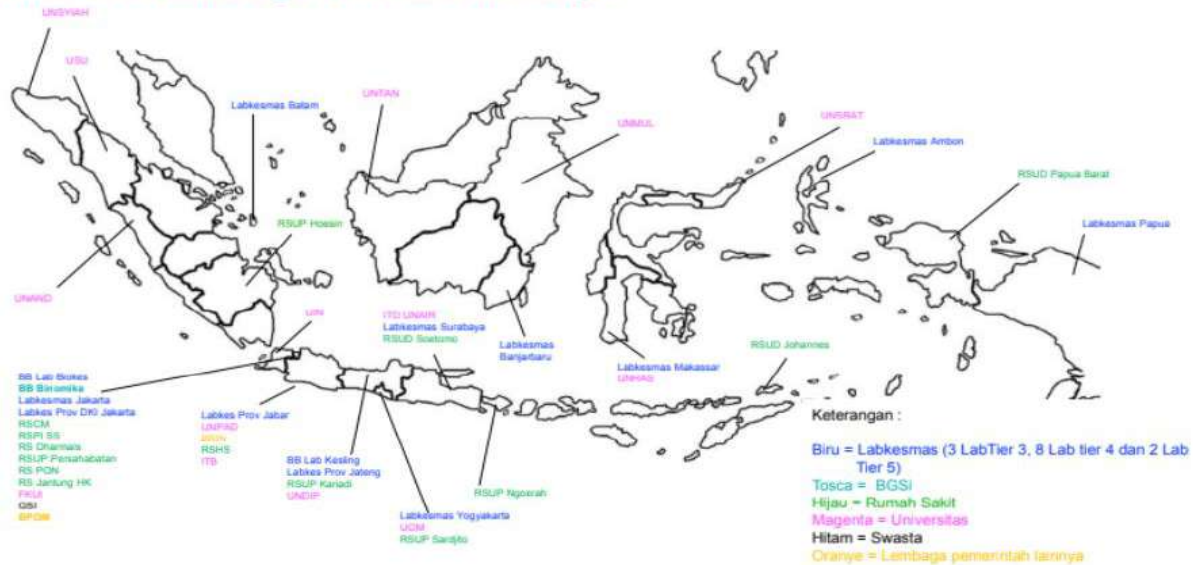 UNSYIAH
USU
Labkesmas Batam
UNTAN
UNMUL
UNSRAT
Labkesmas Ambon
RSUD Papua Barat
Labkesmas Papua
RSUP Hoesin
UNAND
UIN
ITD UNAIR
Labkesmas Surabaya
RSUD Soetomo
Labkesmas
Banjarbaru
Labkesmas Makassar
UNHAS
RSUD Johannes
BB Lab Biokes
BB Binomika
Labkesmas Jakarta
Labkes Prov DKI Jakarta
RSCM
RSPI SS
RS Dharmais
RSUP Persahabatan
RS PON
RS Jantung HK
FKUI
GSI
BPOM
Labkes Prov Jabar
UNPAD
BRIN
RSHS
ITB
BB Lab Kesling
Labkes Prov Jateng
RSUP Kariadi
UNDIP
Labkesmas Yogyakarta
UGM
RSUP Sardjito
RSUP Ngoerah
Keterangan :
Biru = Labkesmas (3 LabTier 3, 8 Lab tier 4 dan 2 Lab
Tier 5)
Tosca = BGSi
Hijau = Rumah Sakit
Magenta = Universitas
Hitam = Swasta
Oranye = Lembaga pemerintah lainnya